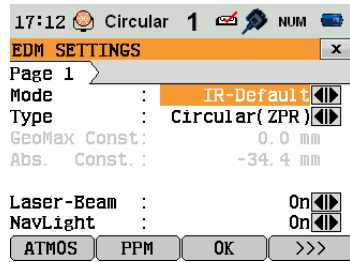 17:12 Circular 1 NUM
EDM SETTINGS x
Page 1
Mode : IR-Default
Type : Circular(ZPR)
GeoMax Const: 0.0 mm
Abs. Const.: -34.4 mm
Laser-Beam : On
NavLight : On
ATMOS PPM OK >>>